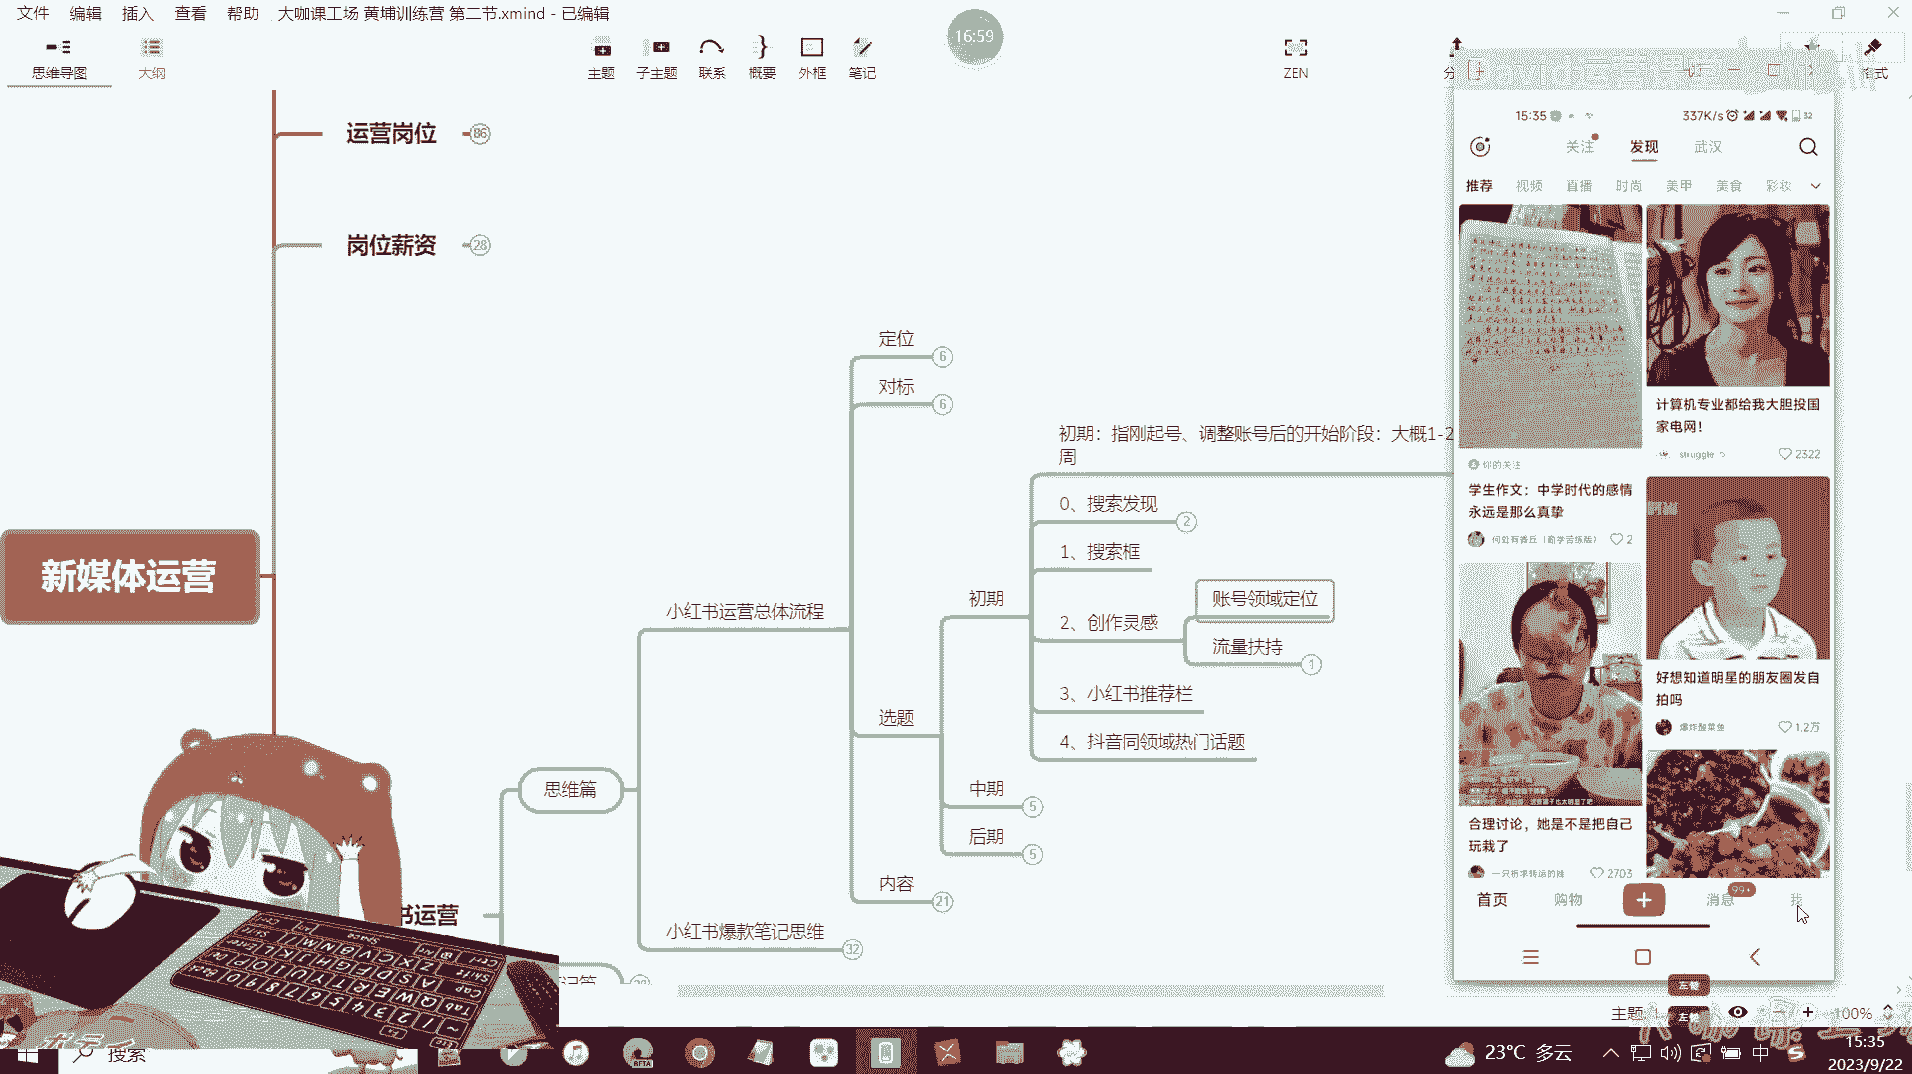 文件 编辑 插入 查看 帮助 大咖课工场 黄埔训练营 第二节.xmind - 已编辑
思维导图 大纲 主题 子主题 联系 概要 外框 笔记
16:59
ZEN
格式
运营岗位 86
岗位薪资 28
新媒体运营
书运营
思维篇
小红书运营总体流程
小红书爆款笔记思维 32
定位 6
对标 6
选题
内容 21
初期
中期 5
后期 5
初期：指刚起号、调整账号后的开始阶段：大概1-2
周
0、搜索发现 2
1、搜索框
2、创作灵感
账号领域定位
流量扶持 1
3、小红书推荐栏
4、抖音同领域热门话题
15:35 337K/s 32
关注 发现 武汉
推荐 视频 直播 时尚 美甲 美食 彩妆
计算机专业都给我大胆投国
家电网！
struggle 2322
你的关注
学生作文：中学时代的感情
永远是那么真挚
2
好想知道明星的朋友圈发自
拍吗
爆炸酸菜鱼 1.2万
合理讨论，她是不是把自己
玩栽了
2703
首页 购物 消息 99+ 我
左键
左键
主题 100%
搜索
BETA
23°C 多云
中
15:35
2023/9/22